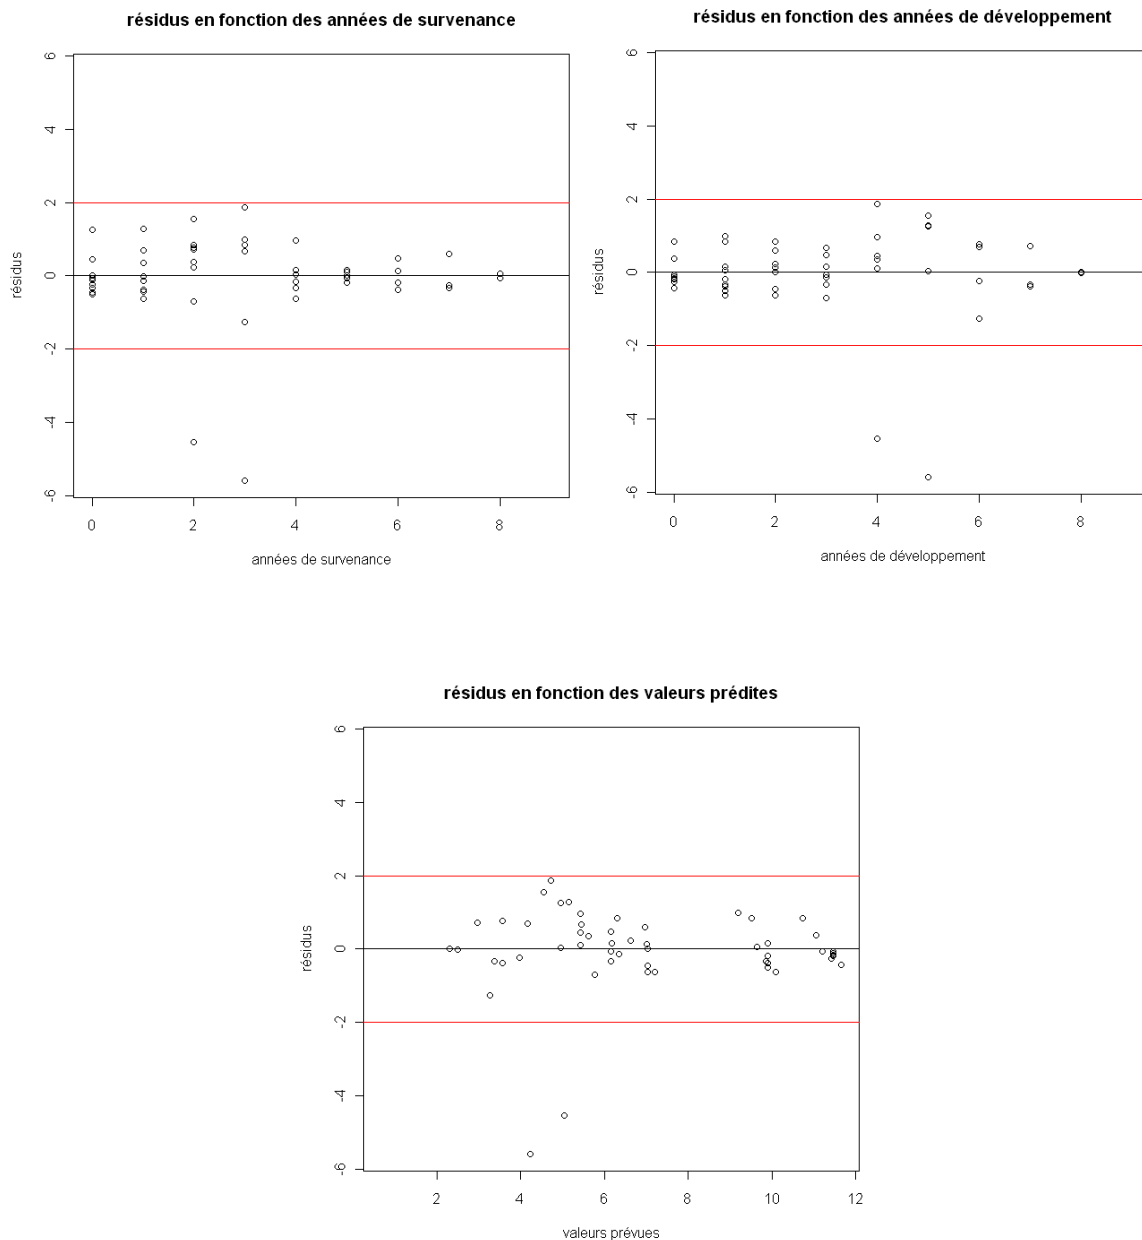 résidus en fonction des années de survenance
résidus
6
4
2
0
-2
-4
-6
0 2 4 6 8
années de survenance
résidus en fonction des années de développement
résidus
6
4
2
0
-2
-4
-6
0 2 4 6 8
années de développement
résidus en fonction des valeurs prédites
résidus
6
4
2
0
-2
-4
-6
2 4 6 8 10 12
valeurs prévues